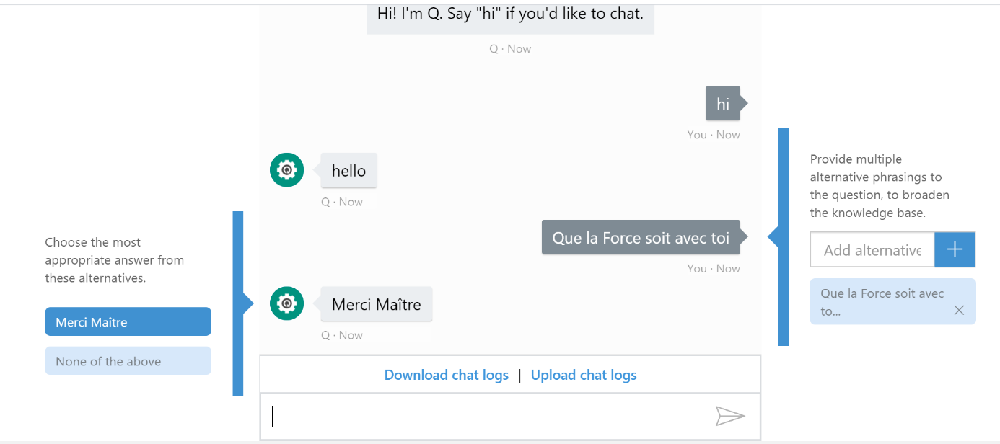 Hi! I'm Q. Say "hi" if you'd like to chat.
Q · Now
hi
You · Now
hello
Q · Now
Que la Force soit avec toi
You · Now
Merci Maître
Q · Now
Choose the most
appropriate answer from
these alternatives.
Merci Maître
None of the above
Provide multiple
alternative phrasings to
the question, to broaden
the knowledge base.
Add alternative
Que la Force soit avec
to...
Download chat logs | Upload chat logs